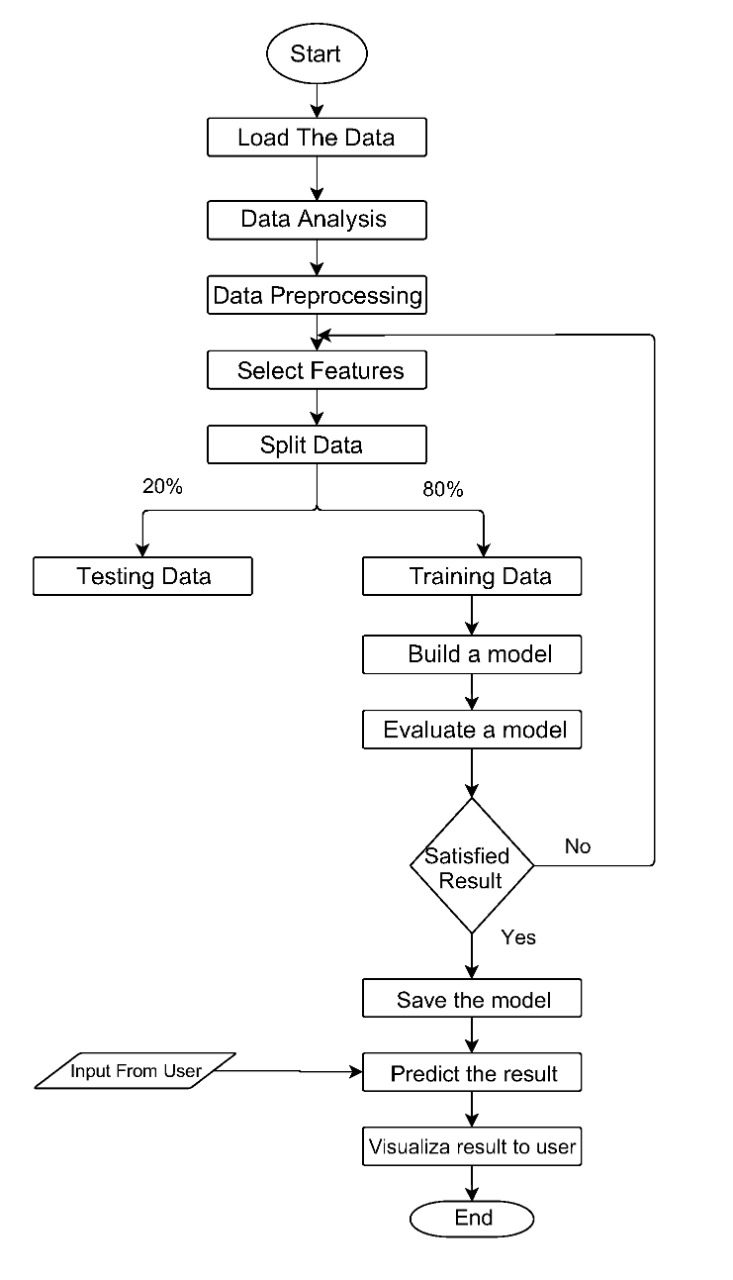 Start
Load The Data
Data Analysis
Data Preprocessing
Select Features
Split Data
20%
80%
Testing Data
Training Data
Build a model
Evaluate a model
Satisfied
Result
No
Yes
Save the model
Input From User
Predict the result
Visualiza result to user
End